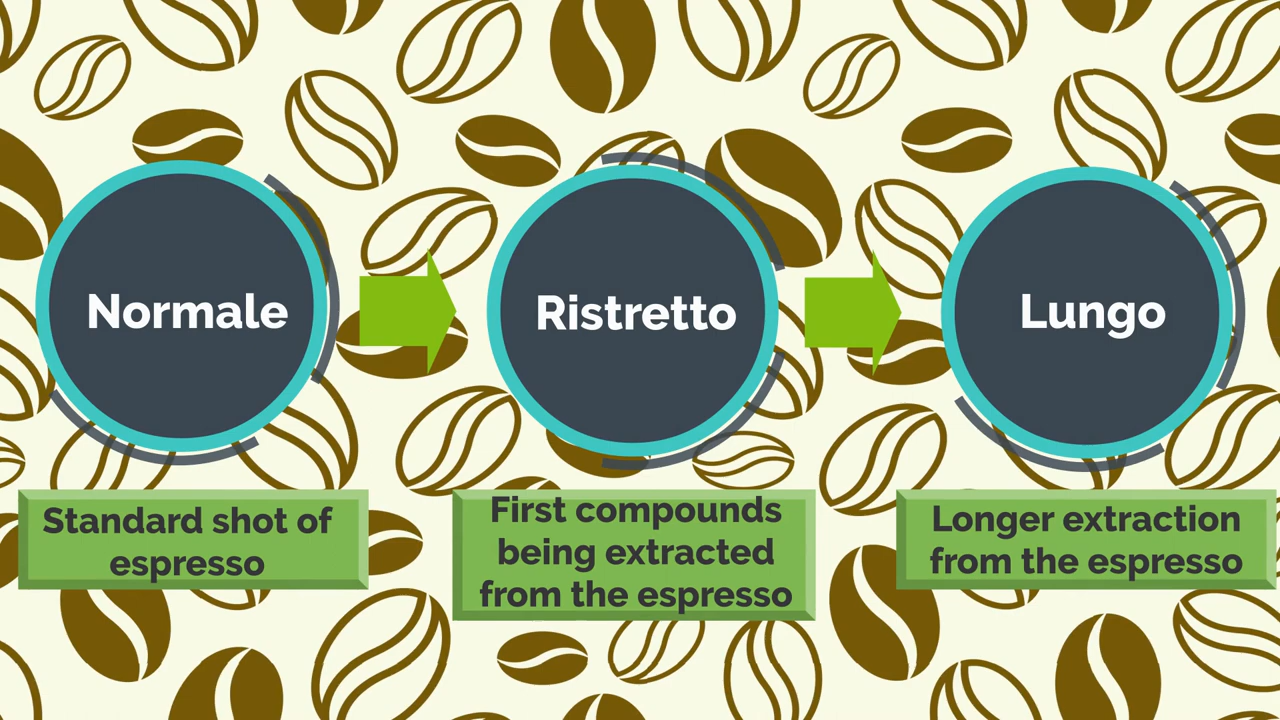 Normale
Ristretto
Lungo
Standard shot of
espresso
First compounds
being extracted
from the espresso
Longer extraction
from the espresso